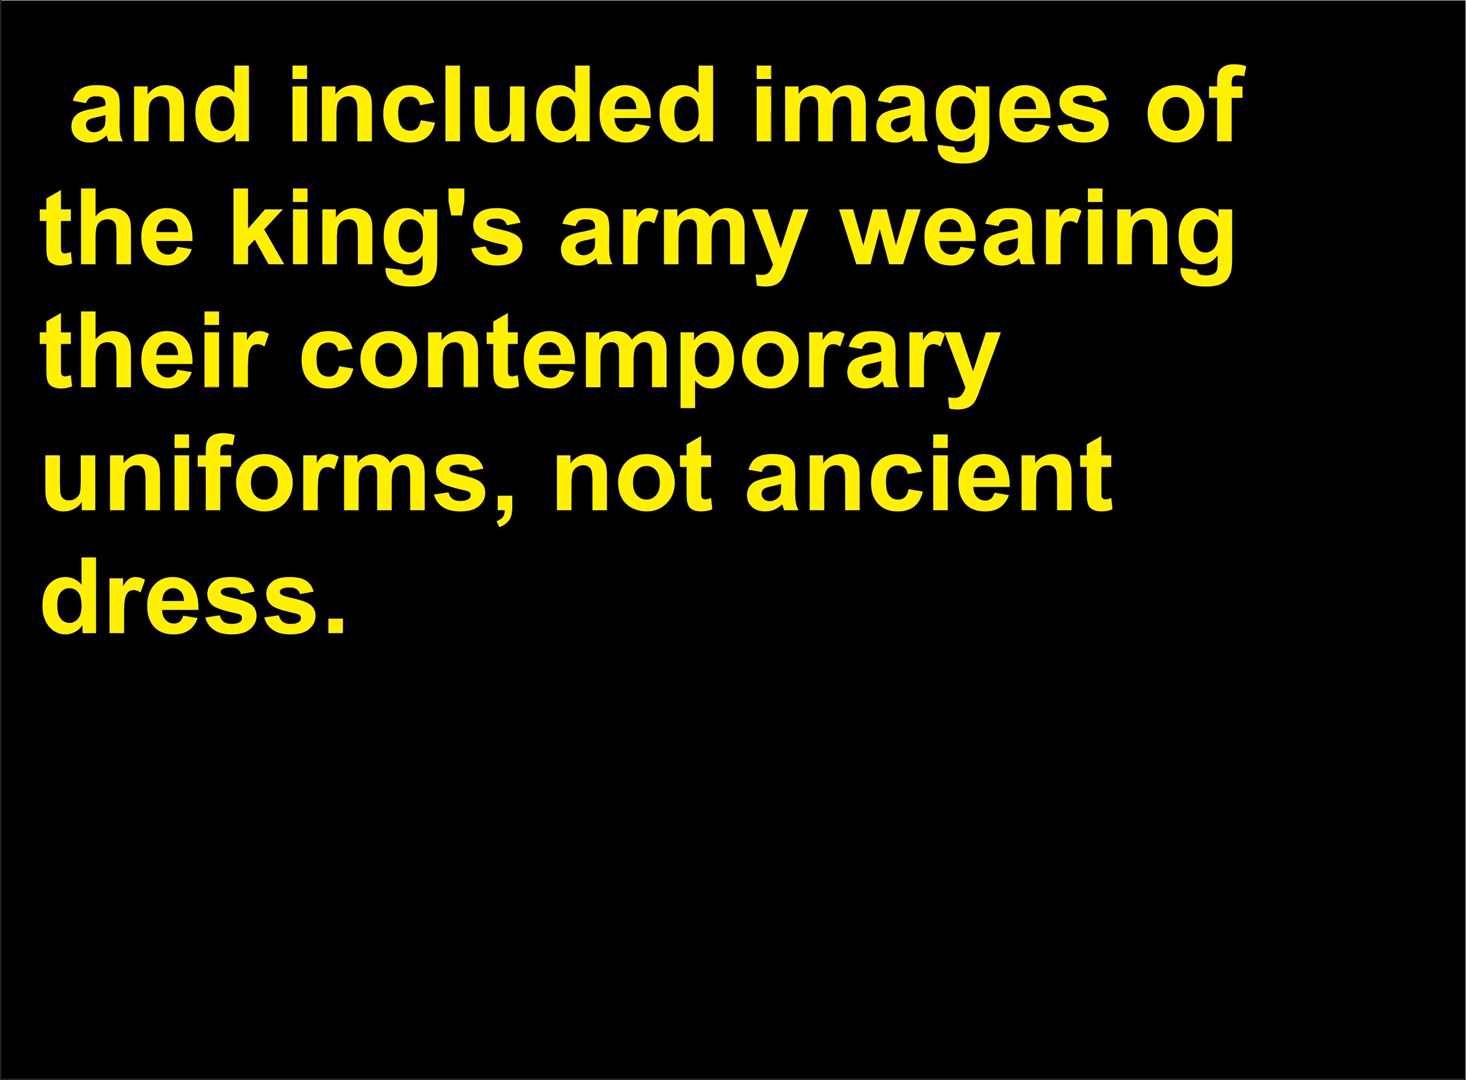 and included images of
the king's army wearing
their contemporary
uniforms, not ancient
dress.